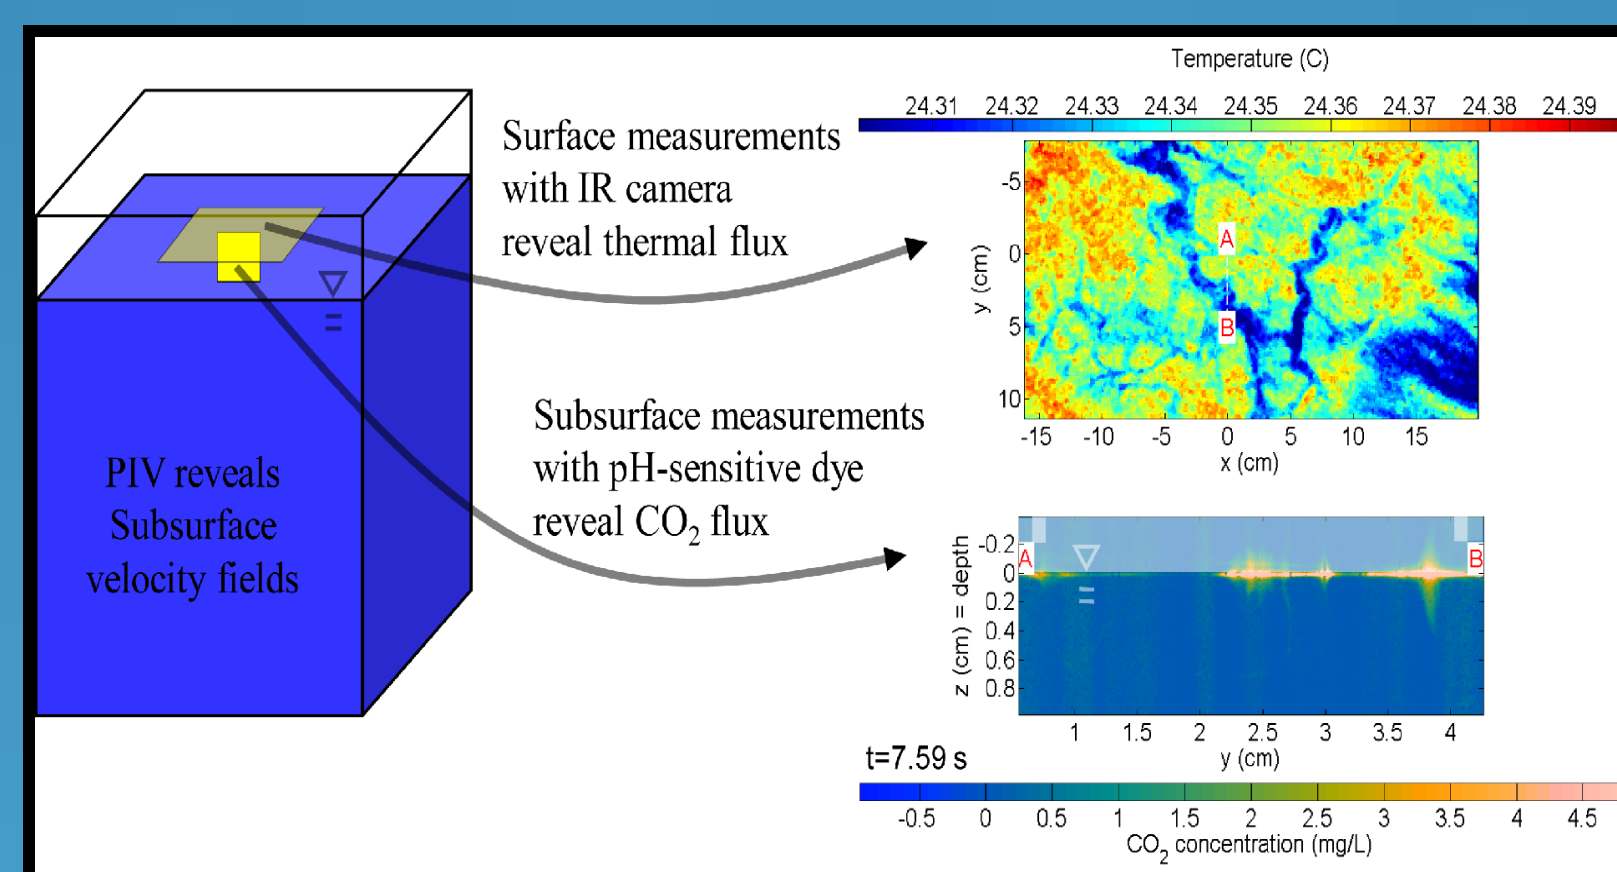 Surface measurements
with IR camera
reveal thermal flux
Subsurface measurements
with pH-sensitive dye
reveal CO₂ flux
PIV reveals
Subsurface
velocity fields
Temperature (C)
24.31 24.32 24.33 24.34 24.35 24.36 24.37 24.38 24.39
y (cm)
-5
0
5
10
A
B
-15 -10 -5 0 5 10 15
x (cm)
z (cm) = depth
-0.2
0
0.2
0.4
0.6
0.8
A
B
1 1.5 2 2.5 3 3.5 4
y (cm)
t=7.59 s
-0.5 0 0.5 1 1.5 2 2.5 3 3.5 4 4.5
CO₂ concentration (mg/L)